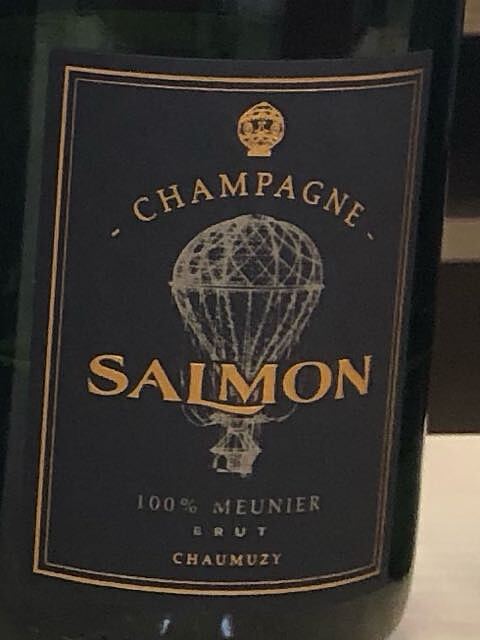 - CHAMPAGNE -
SALMON
100% MEUNIER
BRUT
CHAUMUZY